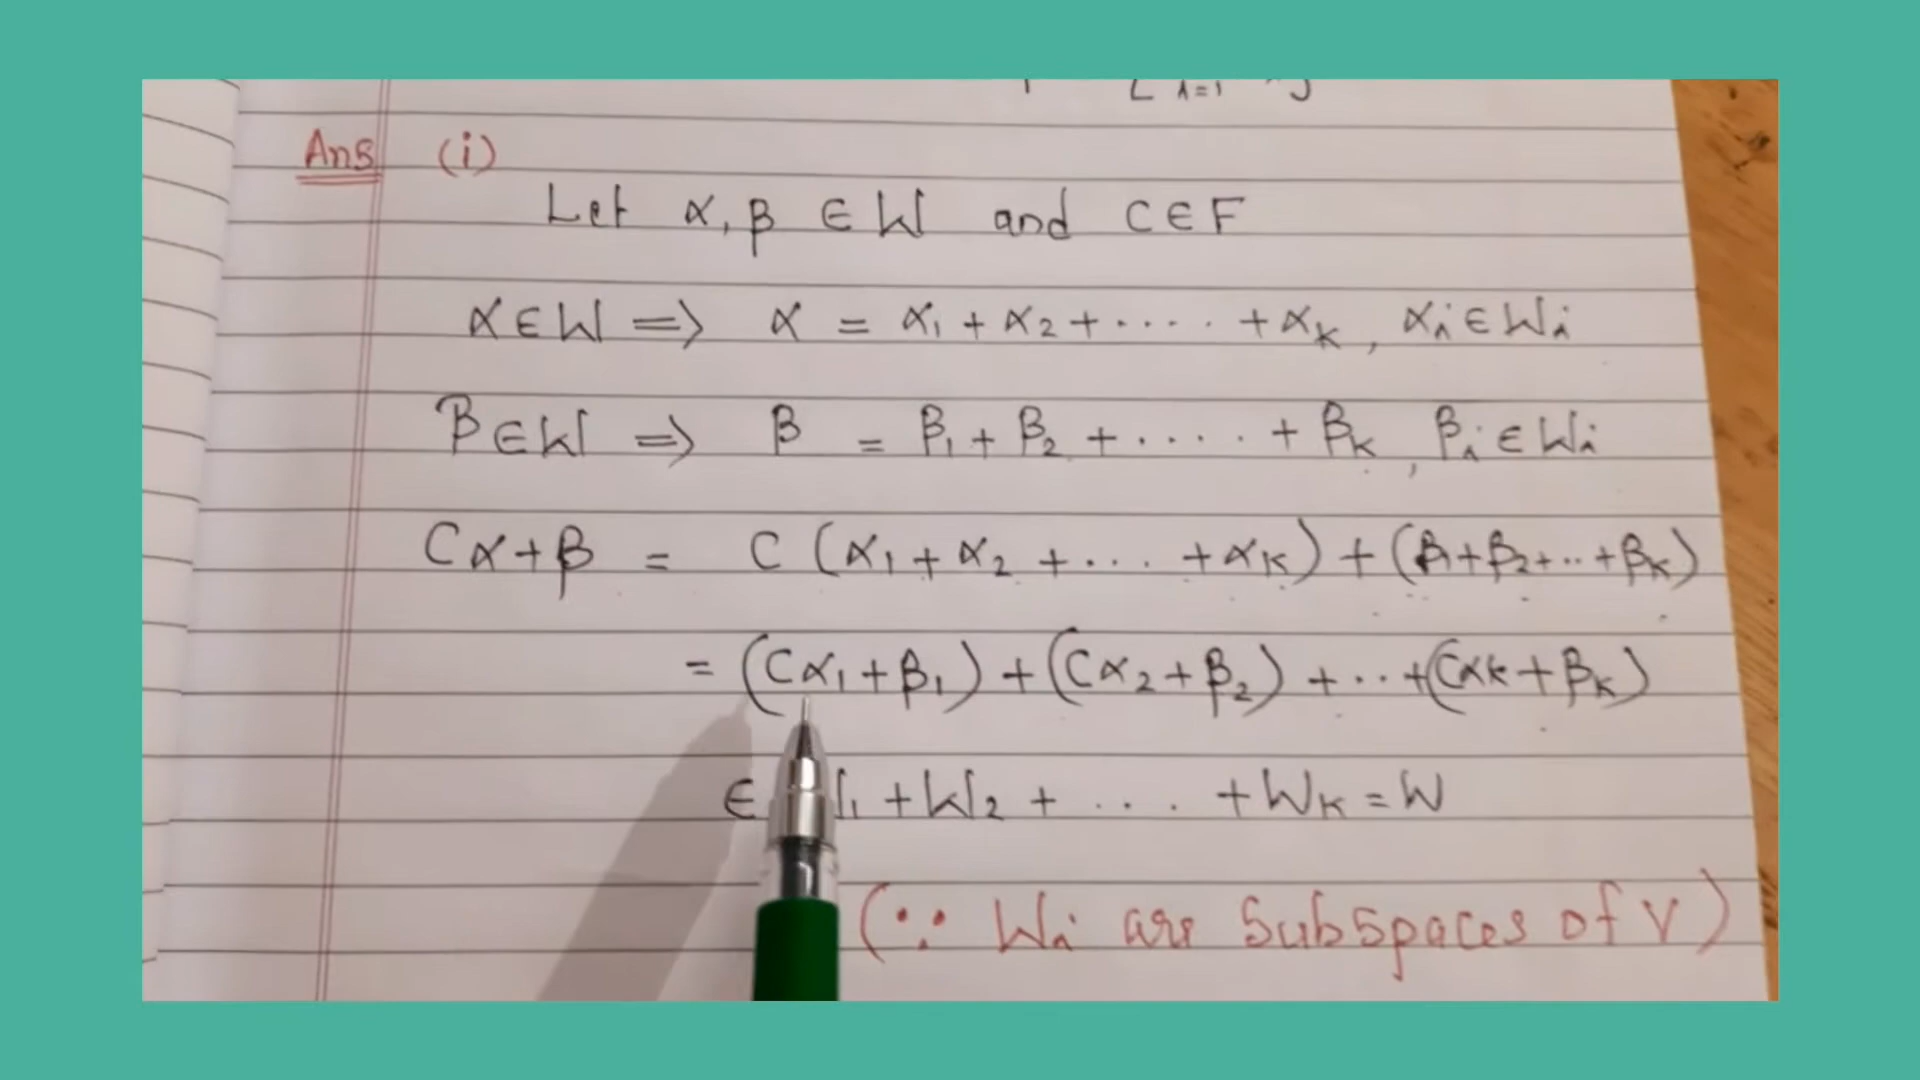 Ans (i)
Let α, β ∈ W and C ∈ F
α ∈ W ⟹ α = α₁ + α₂ + ····· + αₖ, αᵢ ∈ Wᵢ
β ∈ W ⟹ β = β₁ + β₂ + ····· + βₖ, βᵢ ∈ Wᵢ
Cα + β = C (α₁ + α₂ + .... + αₖ) + (β₁ + β₂ + .. + βₖ)
= (Cα₁ + β₁) + (Cα₂ + β₂) + ·· + (Cαₖ + βₖ)
∈ + W₂ + .... + Wₖ = W
(∵ Wᵢ are Subspaces of V)